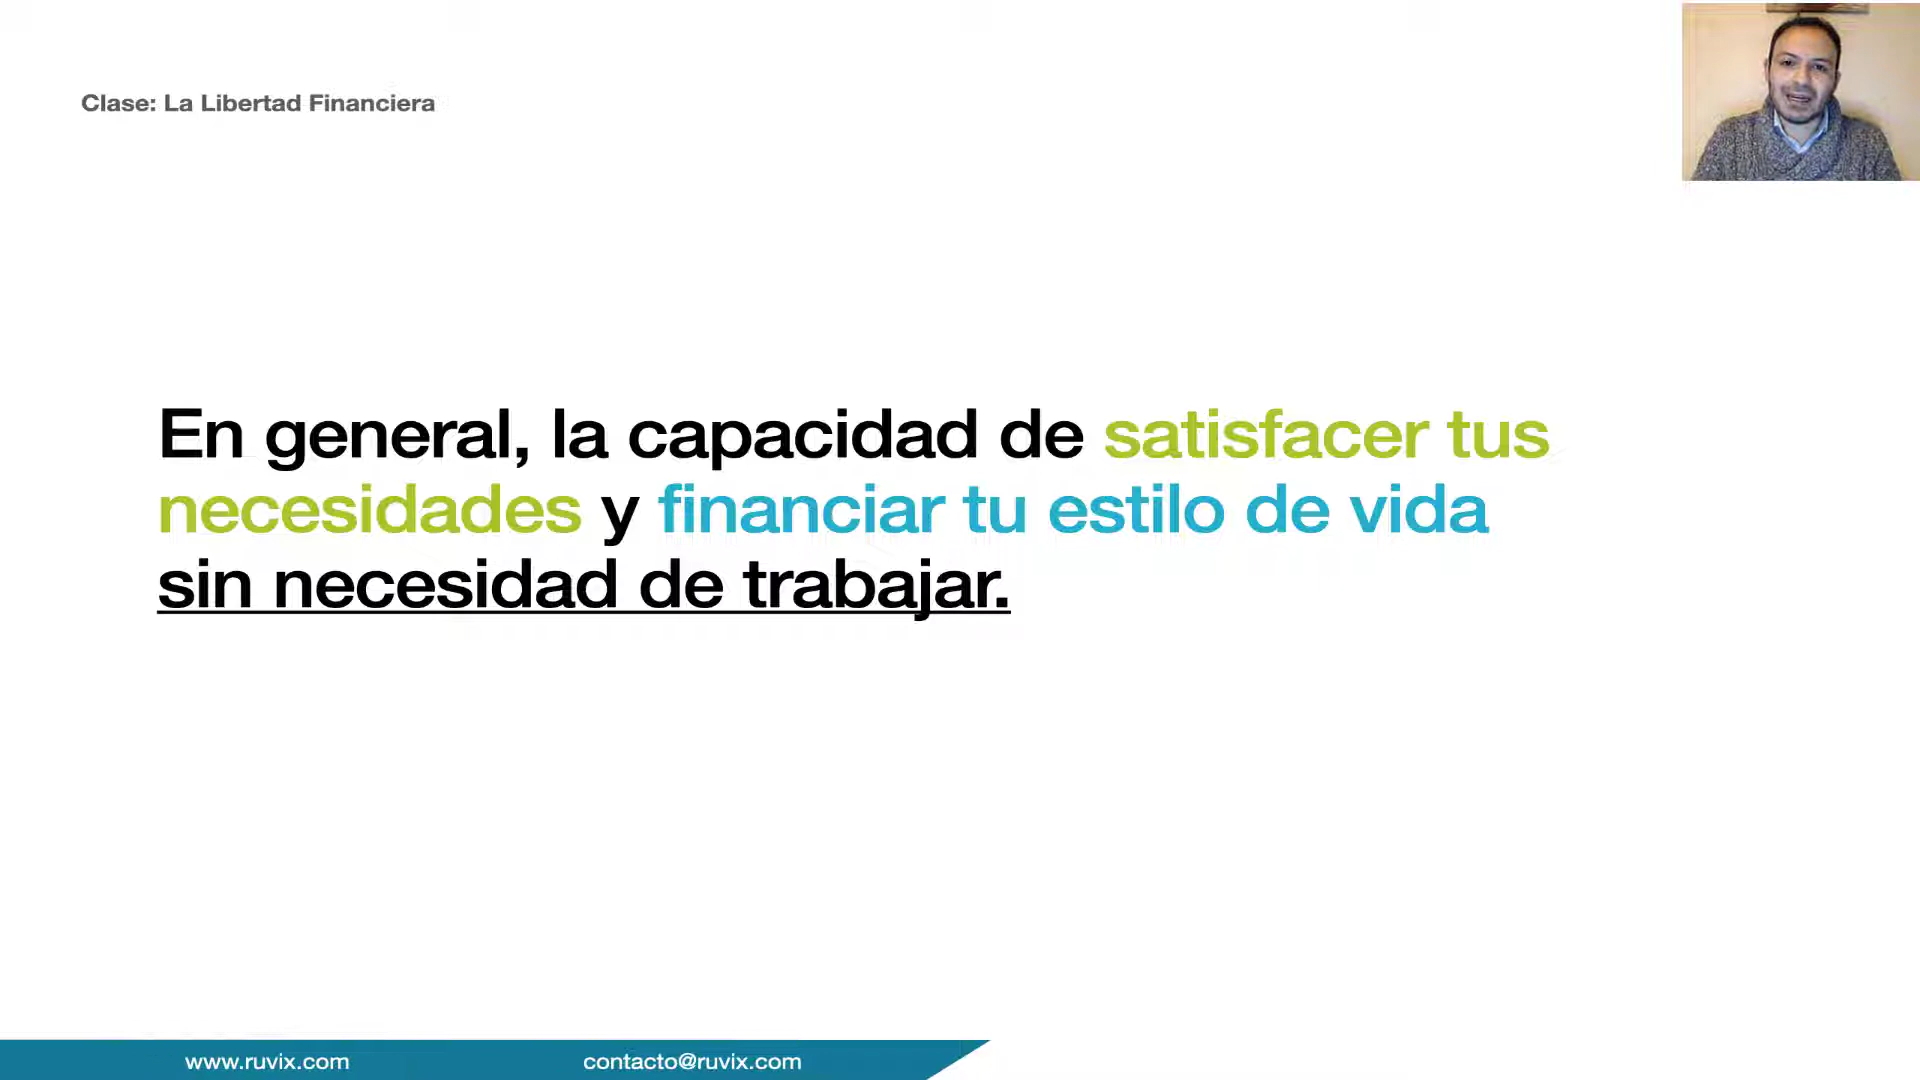 Clase: La Libertad Financiera
En general, la capacidad de satisfacer tus
necesidades y financiar tu estilo de vida
sin necesidad de trabajar.
www.ruvix.com
contacto@ruvix.com